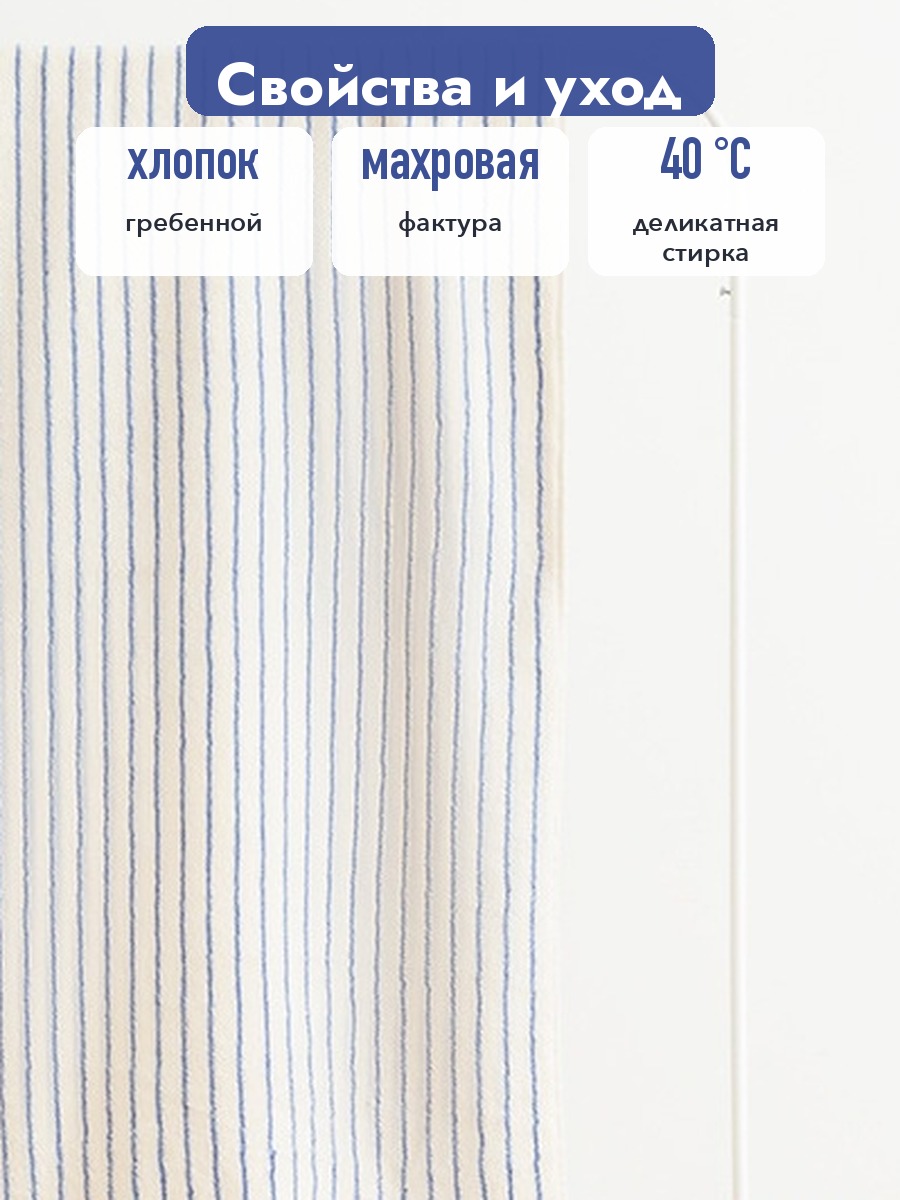 Свойства и уход
хлопок
гребенной
махровая
фактура
40 °C
деликатная
стирка